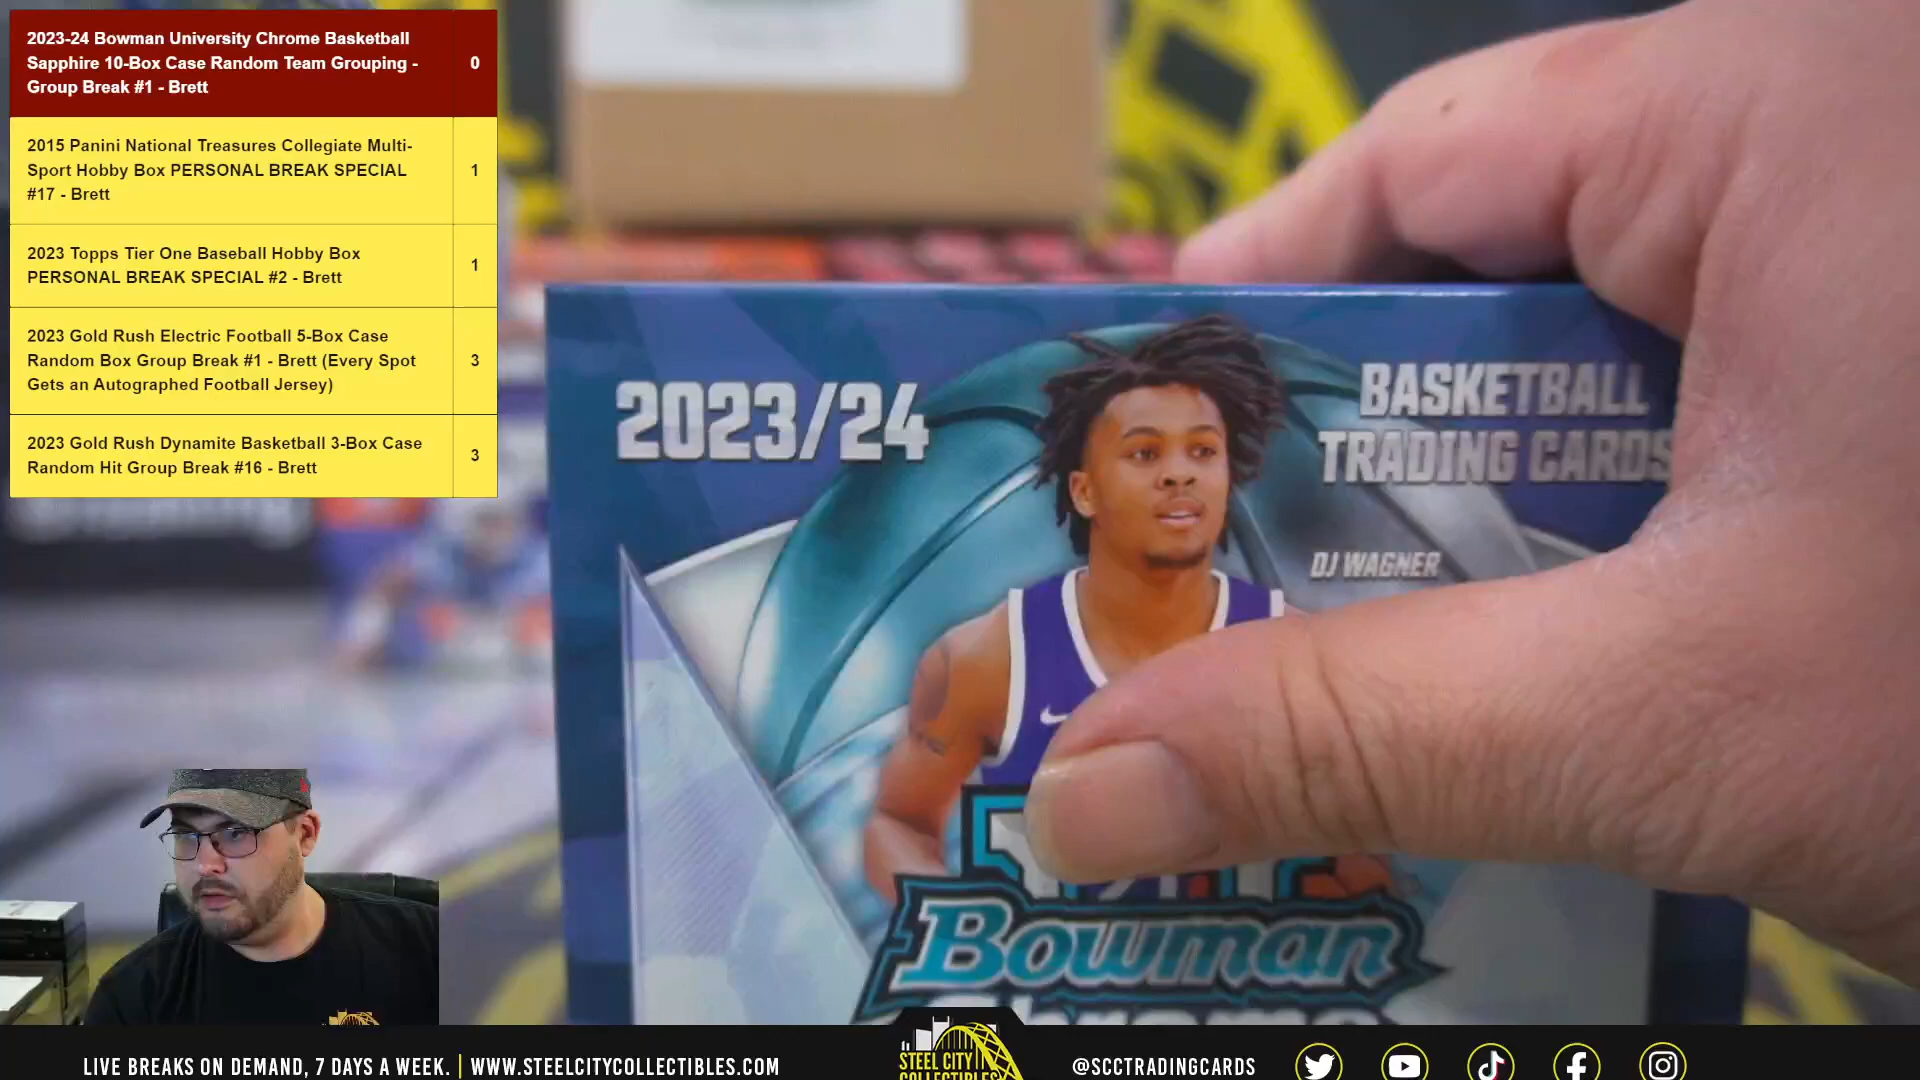 2023-24 Bowman University Chrome Basketball
Sapphire 10-Box Case Random Team Grouping -
Group Break #1 - Brett
0
2015 Panini National Treasures Collegiate Multi-
Sport Hobby Box PERSONAL BREAK SPECIAL
#17 - Brett
1
2023 Topps Tier One Baseball Hobby Box
PERSONAL BREAK SPECIAL #2 - Brett
1
2023 Gold Rush Electric Football 5-Box Case
Random Box Group Break #1 - Brett (Every Spot
Gets an Autographed Football Jersey)
3
2023 Gold Rush Dynamite Basketball 3-Box Case
Random Hit Group Break #16 - Brett
3
2023/24
BASKETBALL
TRADING CARDS
DJ WAGNER
Bowman
Chrome
LIVE BREAKS ON DEMAND, 7 DAYS A WEEK. | WWW.STEELCITYCOLLECTIBLES.COM
STEEL CITY
COLLECTIBLES
@SCCTRADINGCARDS